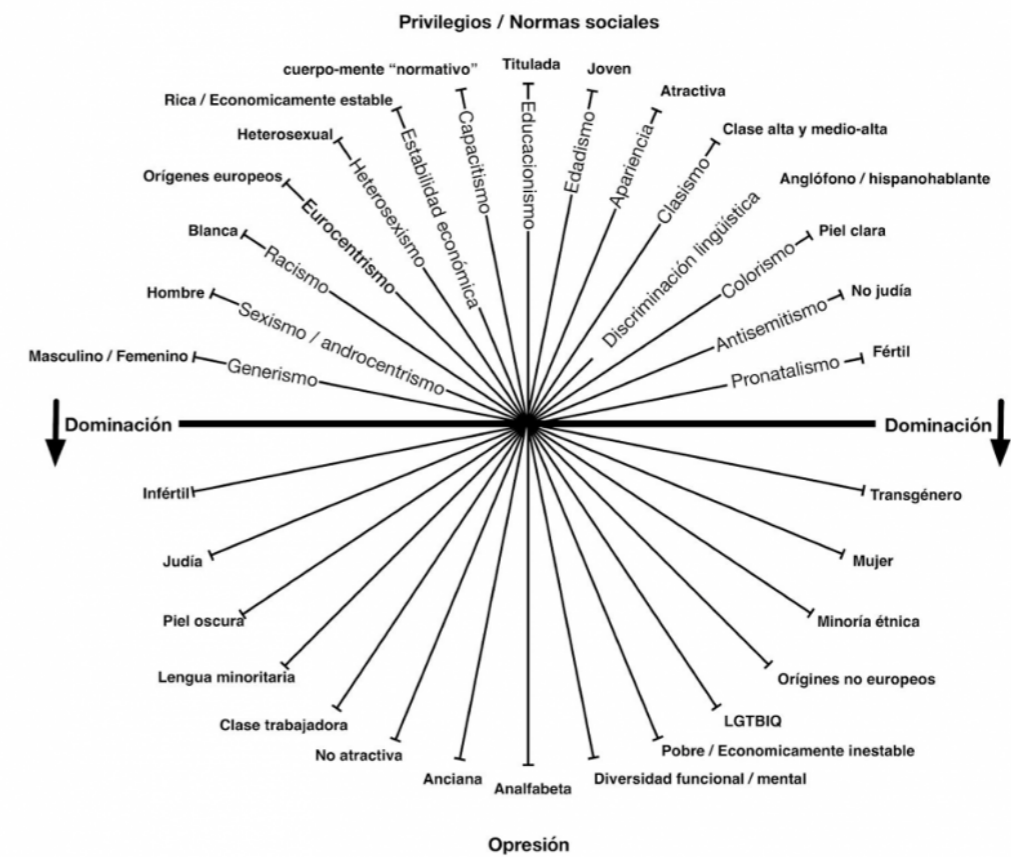 Privilegios / Normas sociales
Titulada
cuerpo-mente “normativo”
Joven
Rica / Economicamente estable
Atractiva
Heterosexual
Clase alta y medio-alta
Orígenes europeos
Anglófono / hispanohablante
Blanca
Piel clara
Hombre
No judía
Masculino / Femenino
Fértil
Generismo
Sexismo / androcentrismo
Racismo
Eurocentrismo
Heterosexismo
Estabilidad económica
Capacitismo
Educacionismo
Edadismo
Apariencia
Clasismo
Discriminación lingüística
Colorismo
Antisemitismo
Pronatalismo
Dominación
Dominación
Infértil
Transgénero
Judía
Mujer
Piel oscura
Minoría étnica
Lengua minoritaria
Orígines no europeos
Clase trabajadora
LGTBIQ
No atractiva
Pobre / Economicamente inestable
Anciana
Diversidad funcional / mental
Analfabeta
Opresión